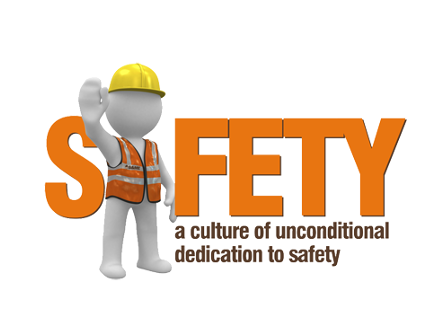 S FETY
a culture of unconditional
dedication to safety